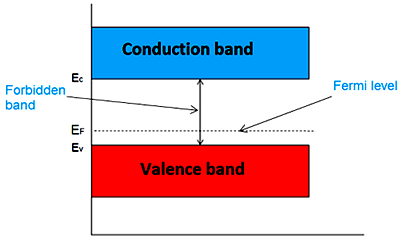 Conduction band
Ec
Forbidden
band
Fermi level
EF
Ev
Valence band